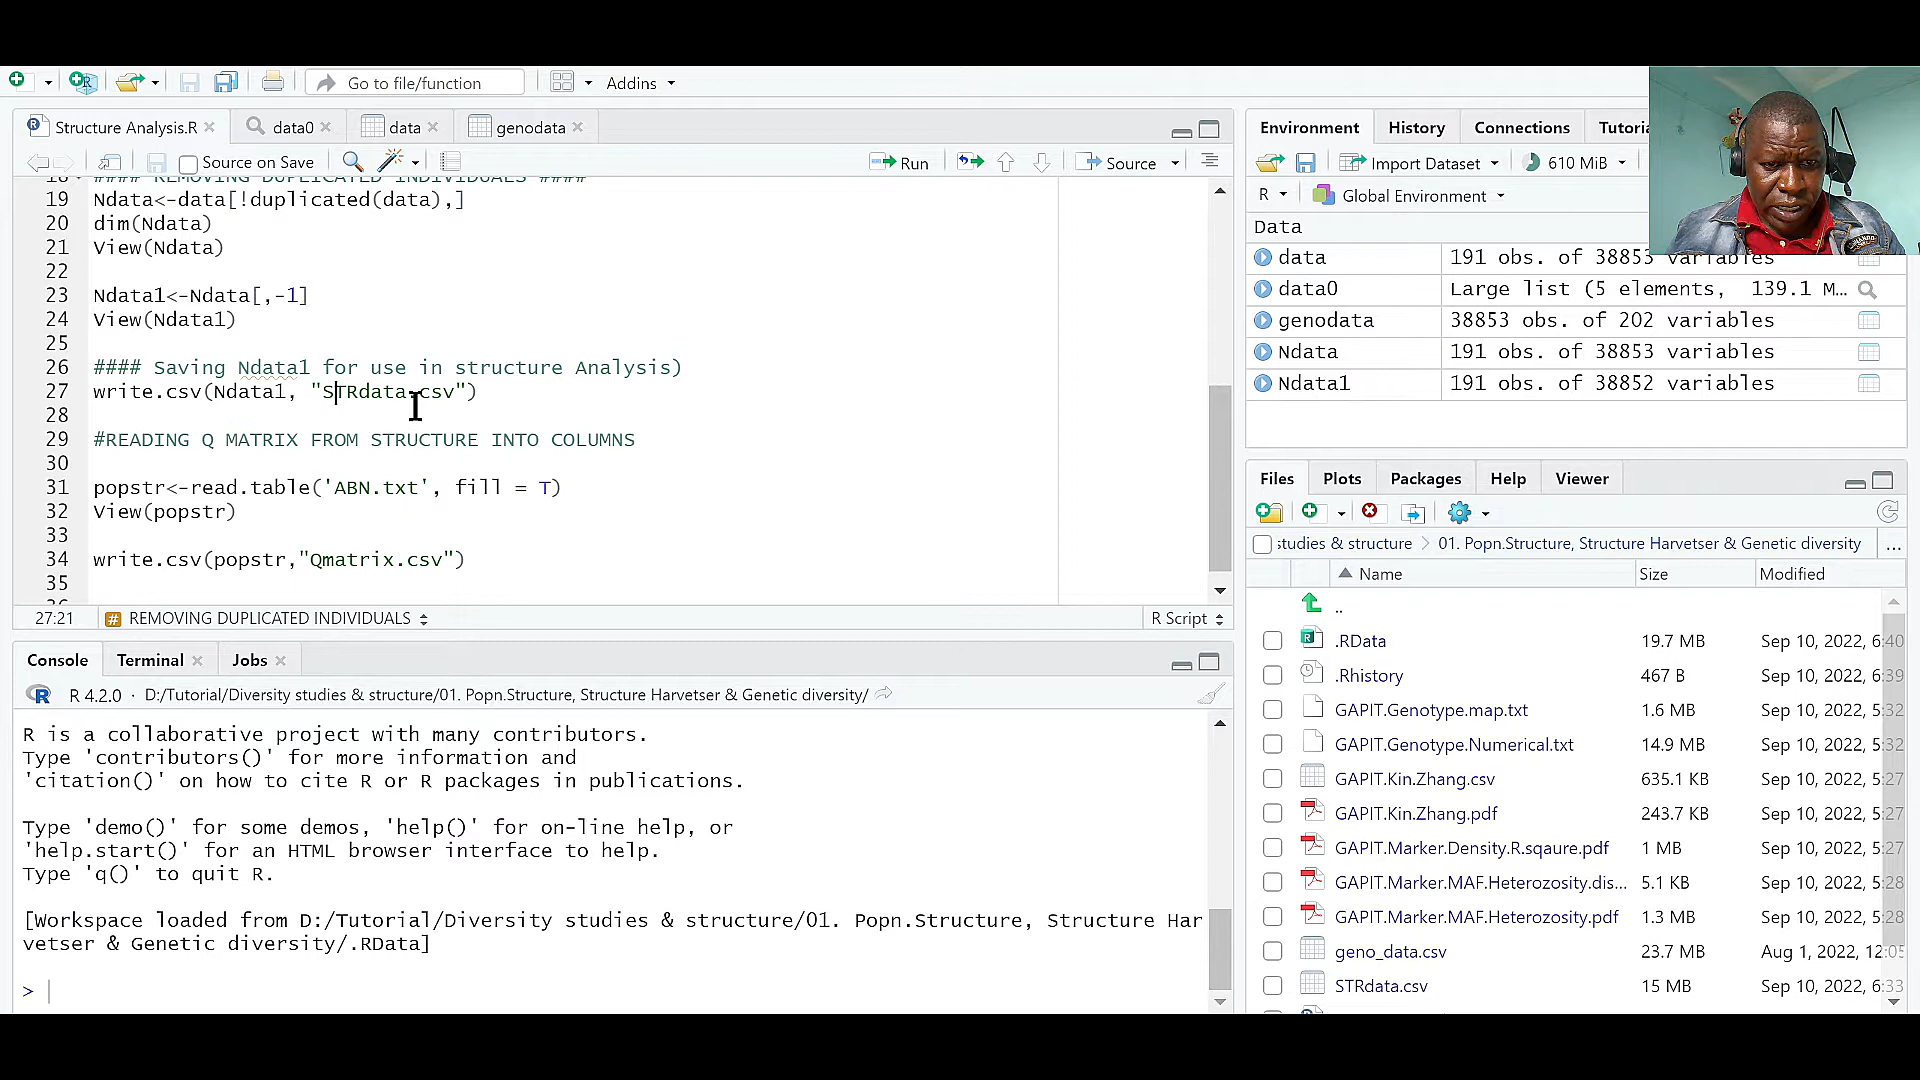 Go to file/function
Addins
Structure Analysis.R
data0
data
genodata
Source on Save
Run
Source
19 Ndata<-data[!duplicated(data),]
20 dim(Ndata)
21 View(Ndata)
22
23 Ndata1<-Ndata[,-1]
24 View(Ndata1)
25
26 #### Saving Ndata1 for use in structure Analysis)
27 write.csv(Ndata1, "STRdata.csv")
28
29 #READING Q MATRIX FROM STRUCTURE INTO COLUMNS
30
31 popstr<-read.table('ABN.txt', fill = T)
32 View(popstr)
33
34 write.csv(popstr,"Qmatrix.csv")
35
27:21
# REMOVING DUPLICATED INDIVIDUALS
R Script
Console
Terminal
Jobs
R 4.2.0 · D:/Tutorial/Diversity studies & structure/01. Popn.Structure, Structure Harvetser & Genetic diversity/
R is a collaborative project with many contributors.
Type 'contributors()' for more information and
'citation()' on how to cite R or R packages in publications.
Type 'demo()' for some demos, 'help()' for on-line help, or
'help.start()' for an HTML browser interface to help.
Type 'q()' to quit R.
[Workspace loaded from D:/Tutorial/Diversity studies & structure/01. Popn.Structure, Structure Har
vetser & Genetic diversity/.RData]
>
Environment
History
Connections
Tutoria
Import Dataset
610 MiB
R
Global Environment
Data
data 191 obs. of 38853 variables
data0 Large list (5 elements, 139.1 M…
genodata 38853 obs. of 202 variables
Ndata 191 obs. of 38853 variables
Ndata1 191 obs. of 38852 variables
Files
Plots
Packages
Help
Viewer
studies & structure
01. Popn.Structure, Structure Harvetser & Genetic diversity
...
Name Size Modified
..
.RData 19.7 MB Sep 10, 2022, 6:40
.Rhistory 467 B Sep 10, 2022, 6:39
GAPIT.Genotype.map.txt 1.6 MB Sep 10, 2022, 5:32
GAPIT.Genotype.Numerical.txt 14.9 MB Sep 10, 2022, 5:32
GAPIT.Kin.Zhang.csv 635.1 KB Sep 10, 2022, 5:27
GAPIT.Kin.Zhang.pdf 243.7 KB Sep 10, 2022, 5:27
GAPIT.Marker.Density.R.sqaure.pdf 1 MB Sep 10, 2022, 5:27
GAPIT.Marker.MAF.Heterozosity.dis... 5.1 KB Sep 10, 2022, 5:28
GAPIT.Marker.MAF.Heterozosity.pdf 1.3 MB Sep 10, 2022, 5:28
geno_data.csv 23.7 MB Aug 1, 2022, 12:05
STRdata.csv 15 MB Sep 10, 2022, 6:33